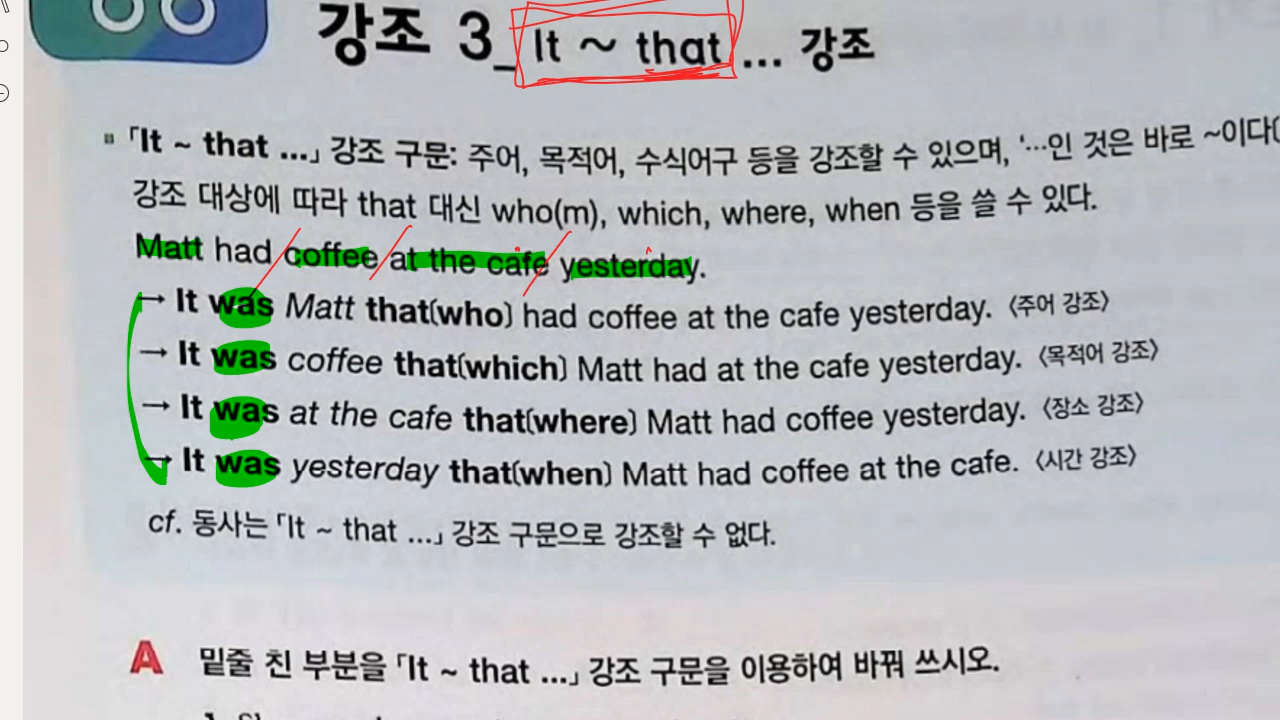 강조 3_ It ~ that ... 강조
「It ~ that ...」 강조 구문: 주어, 목적어, 수식어구 등을 강조할 수 있으며, '…인 것은 바로 ~이다(
강조 대상에 따라 that 대신 who(m), which, where, when 등을 쓸 수 있다.
Matt had coffee at the cafe yesterday.
→ It was Matt that(who) had coffee at the cafe yesterday. 〈주어 강조〉
→ It was coffee that(which) Matt had at the cafe yesterday. 〈목적어 강조〉
→ It was at the cafe that(where) Matt had coffee yesterday. 〈장소 강조〉
→ It was yesterday that(when) Matt had coffee at the cafe. 〈시간 강조〉
cf. 동사는 「It ~ that ...」 강조 구문으로 강조할 수 없다.
A 밑줄 친 부분을 「It ~ that ...」 강조 구문을 이용하여 바꿔 쓰시오.